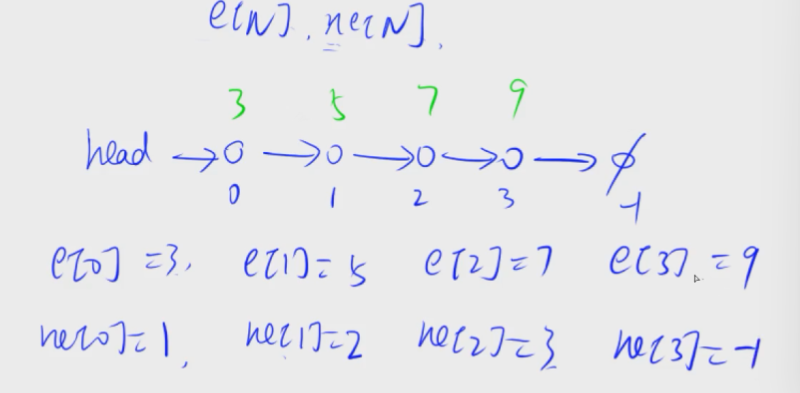 e[N], ne[N].
3 5 7 9
head → o → o → o → o → ∅
0 1 2 3 -1
e[0] = 3, e[1] = 5 e[2] = 7 e[3] = 9
ne[0] = 1, ne[1] = 2 ne[2] = 3 ne[3] = -1